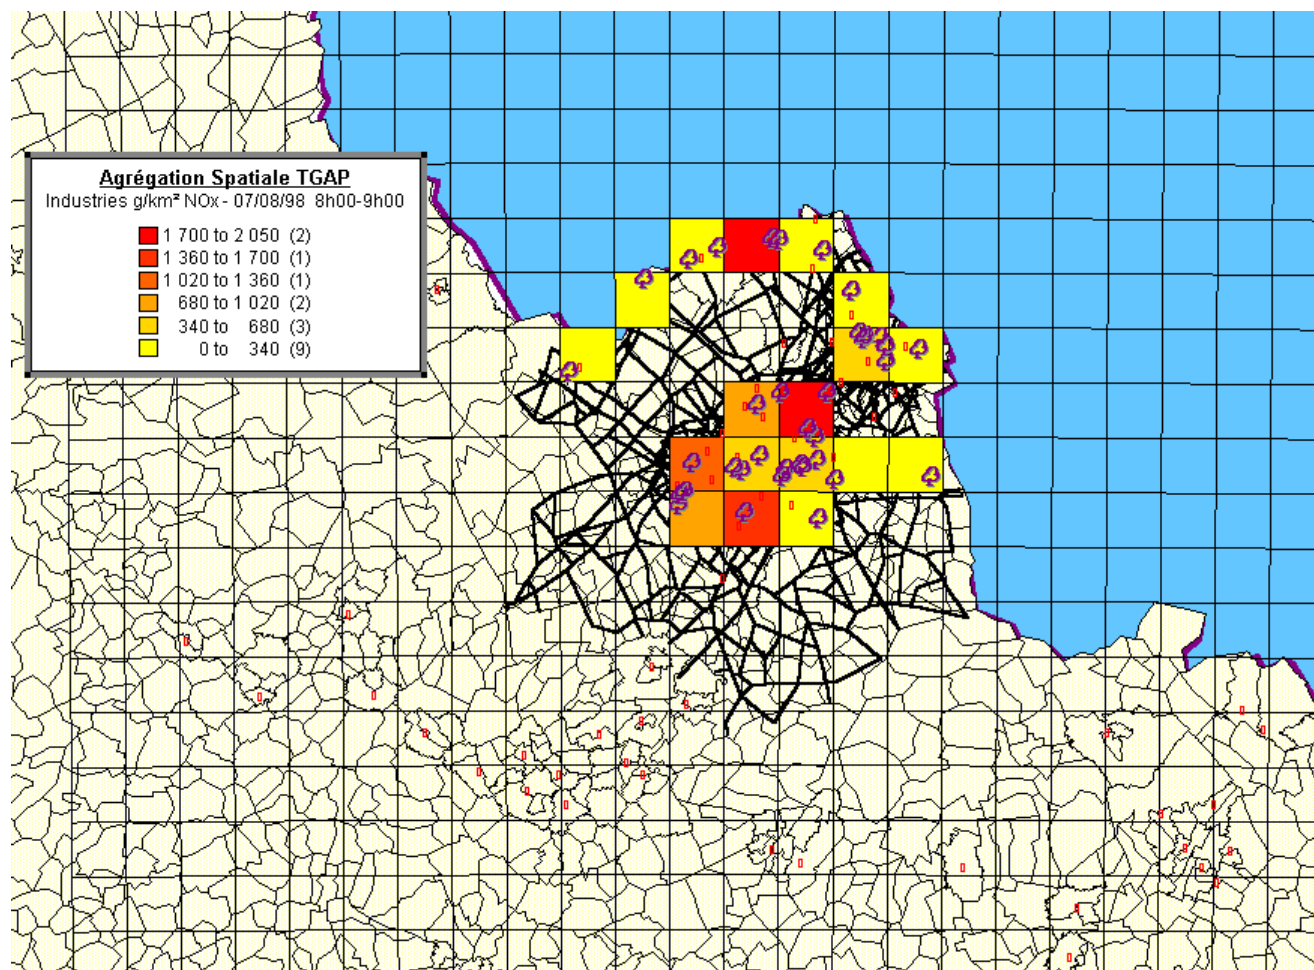 Agrégation Spatiale TGAP
Industries g/km² NOx - 07/08/98 8h00-9h00
1 700 to 2 050 (2)
1 360 to 1 700 (1)
1 020 to 1 360 (1)
680 to 1 020 (2)
340 to 680 (3)
0 to 340 (9)